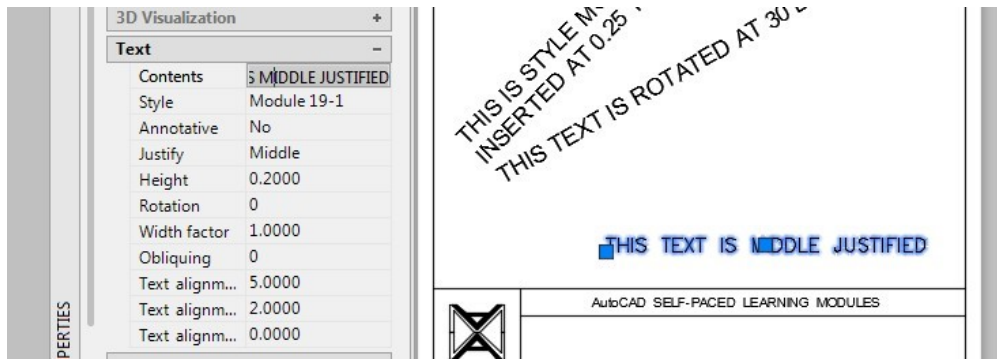 3D Visualization +
Text −
Contents S MIDDLE JUSTIFIED
Style Module 19-1
Annotative No
Justify Middle
Height 0.2000
Rotation 0
Width factor 1.0000
Obliquing 0
Text alignm... 5.0000
Text alignm... 2.0000
Text alignm... 0.0000
PERTIES
THIS IS STYLE
INSERTED AT 0.25
THIS TEXT IS ROTATED AT 30
THIS TEXT IS MIDDLE JUSTIFIED
AutoCAD SELF-PACED LEARNING MODULES